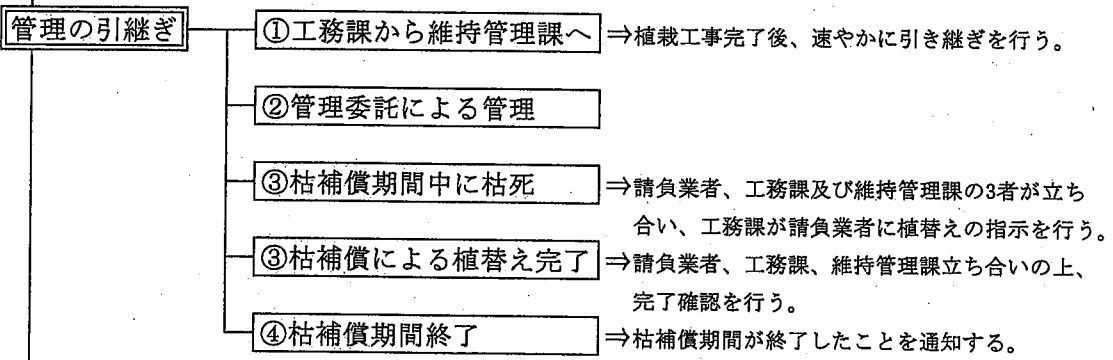 管理の引継ぎ
①工務課から維持管理課へ ⇒植栽工事完了後、速やかに引き継ぎを行う。
②管理委託による管理
③枯補償期間中に枯死 ⇒請負業者、工務課及び維持管理課の3者が立ち
合い、工務課が請負業者に植替えの指示を行う。
③枯補償による植替え完了 ⇒請負業者、工務課、維持管理課立ち合いの上、
完了確認を行う。
④枯補償期間終了 ⇒枯補償期間が終了したことを通知する。